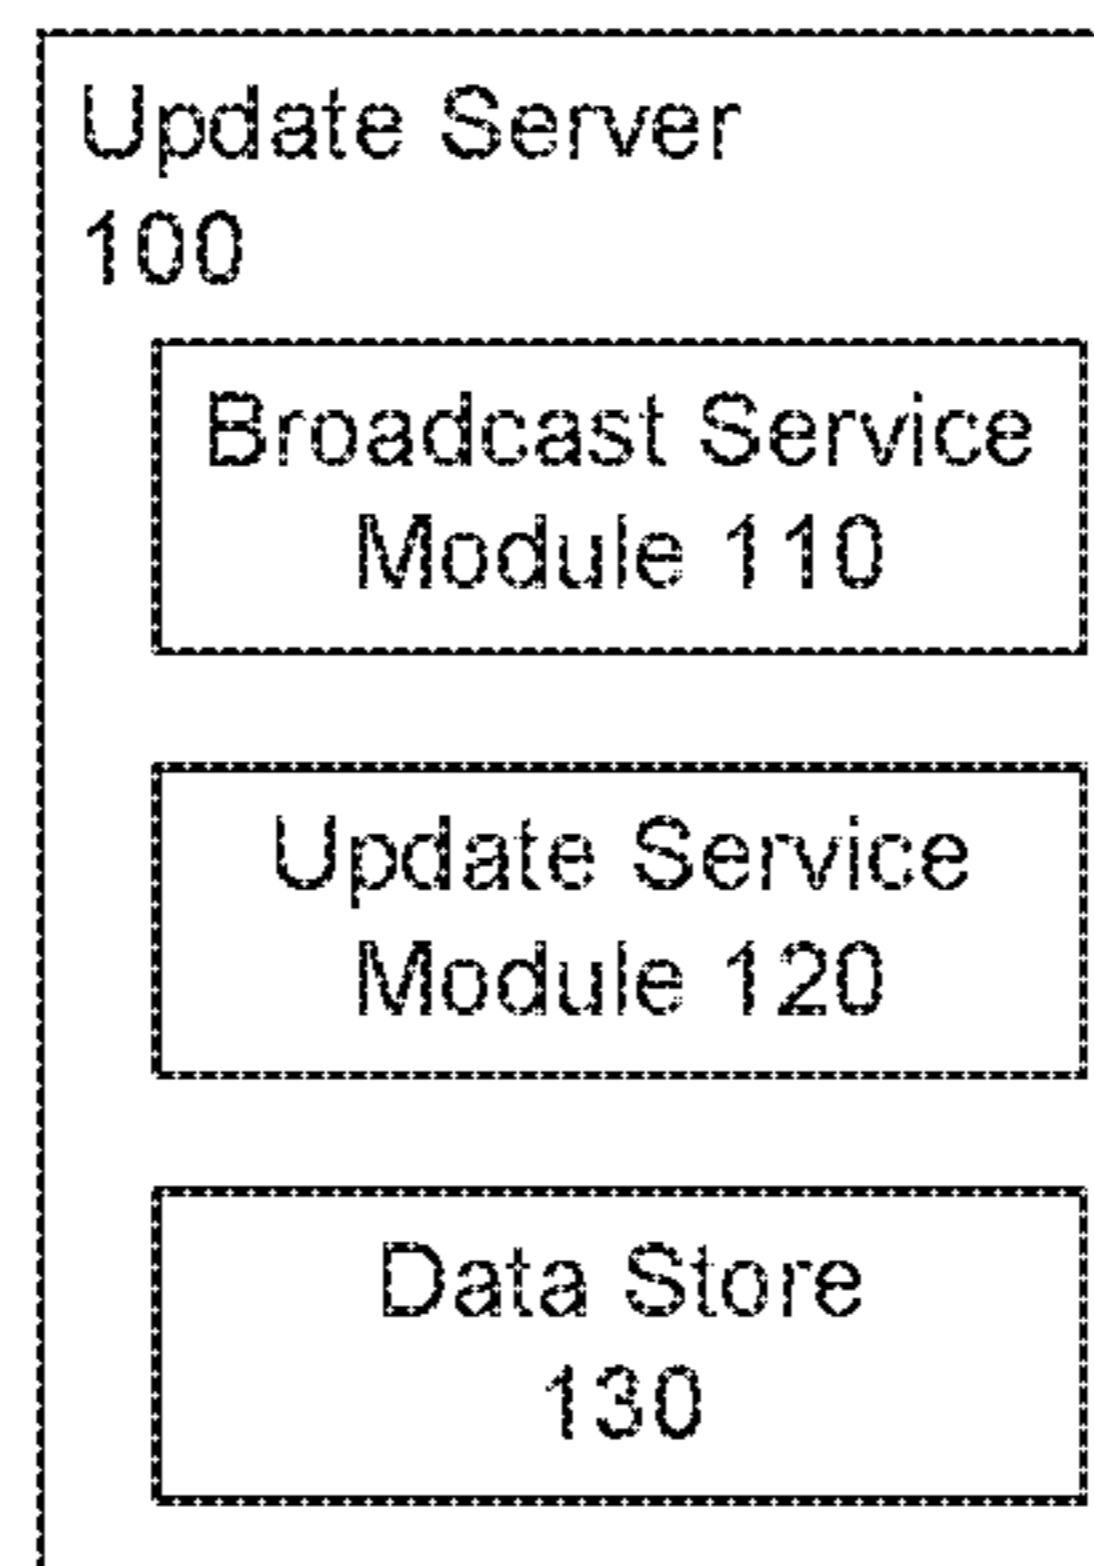 Update Server
100
Broadcast Service
Module 110
Update Service
Module 120
Data Store
130